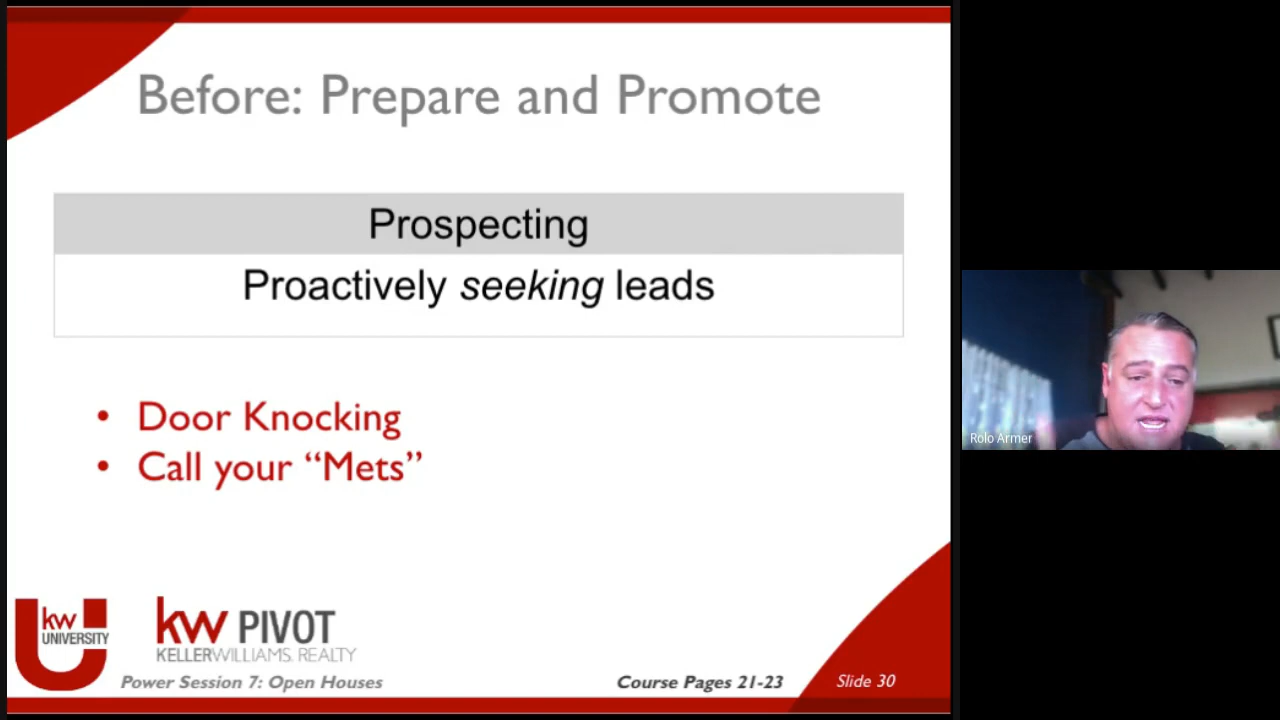 Before: Prepare and Promote
Prospecting
Proactively seeking leads
• Door Knocking
• Call your “Mets”
kw
UNIVERSITY
kw PIVOT
KELLERWILLIAMS. REALTY
Power Session 7: Open Houses
Course Pages 21-23
Slide 30
Rolo Armer